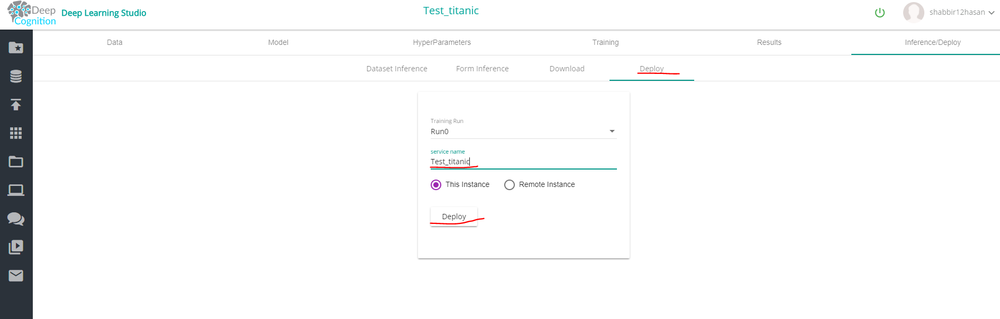 Deep Cognition
Deep Learning Studio
Test_titanic
shabbir12hasan
Data Model HyperParameters Training Results Inference/Deploy
Dataset Inference Form Inference Download Deploy
Training Run
Run0
service name
Test_titanic
This Instance Remote Instance
Deploy